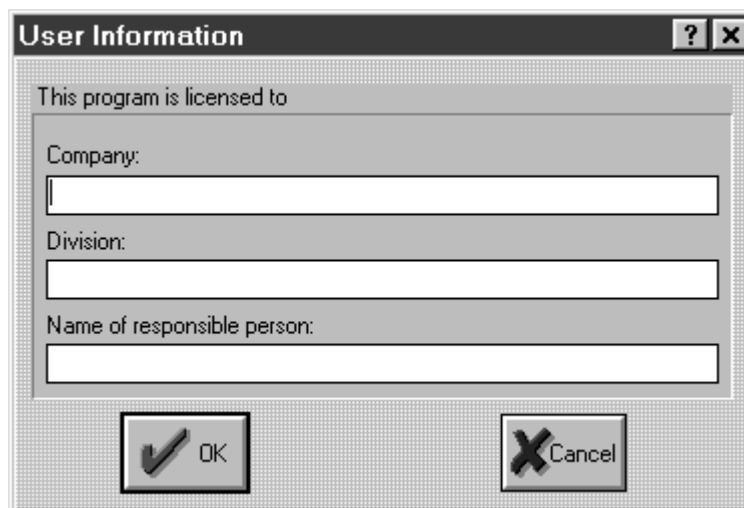 User Information
?
This program is licensed to
Company:
Division:
Name of responsible person:
OK
Cancel